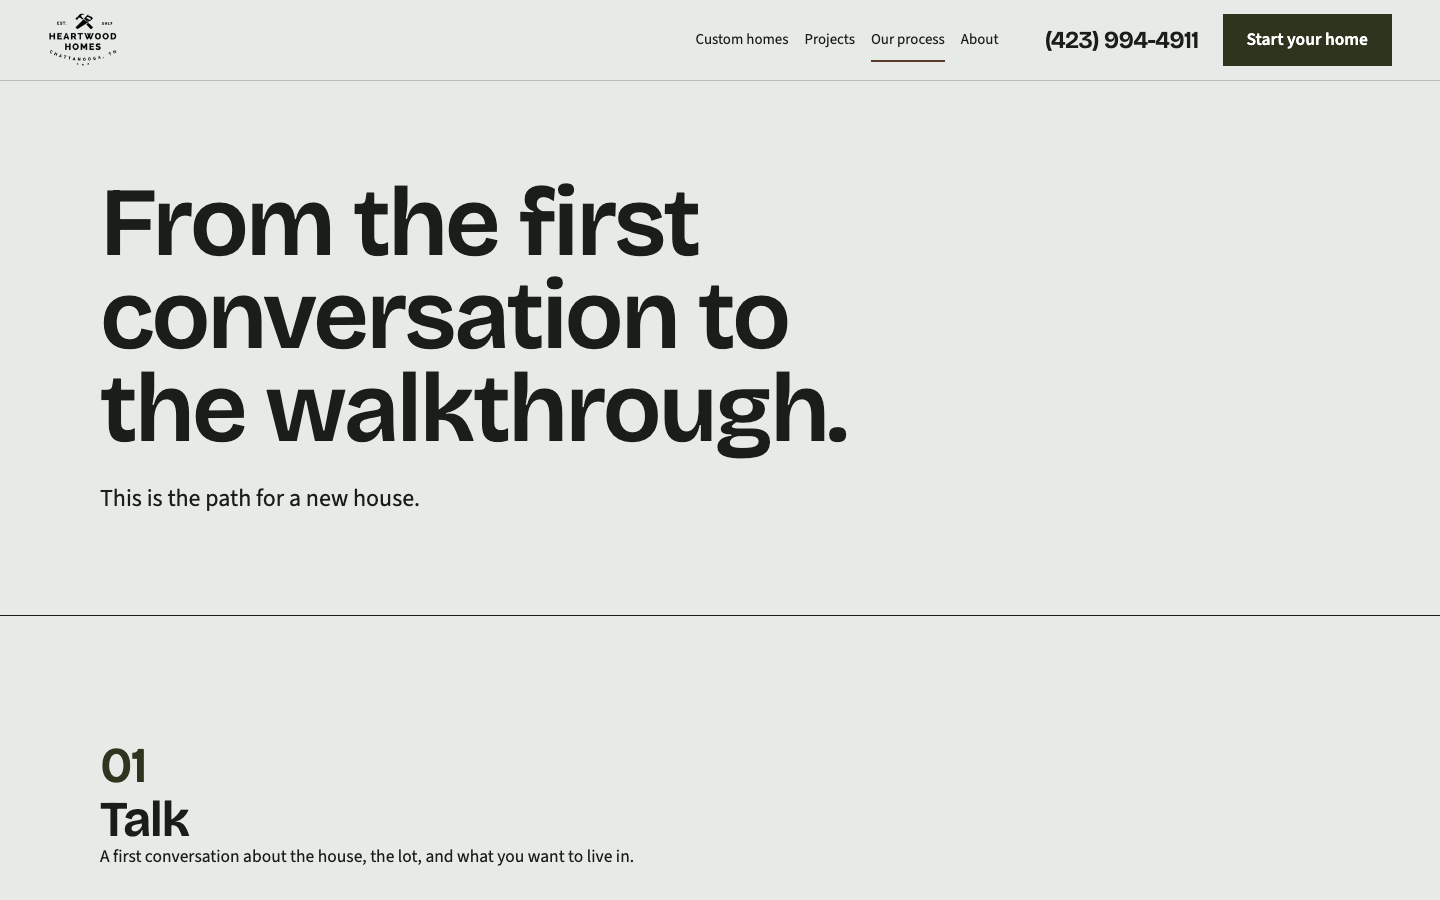 EST. 2017
HEARTWOOD
HOMES
CHATTANOOGA, TN
Custom homes
Projects
Our process
About
(423) 994-4911
Start your home
From the first
conversation to
the walkthrough.
This is the path for a new house.
01
Talk
A first conversation about the house, the lot, and what you want to live in.